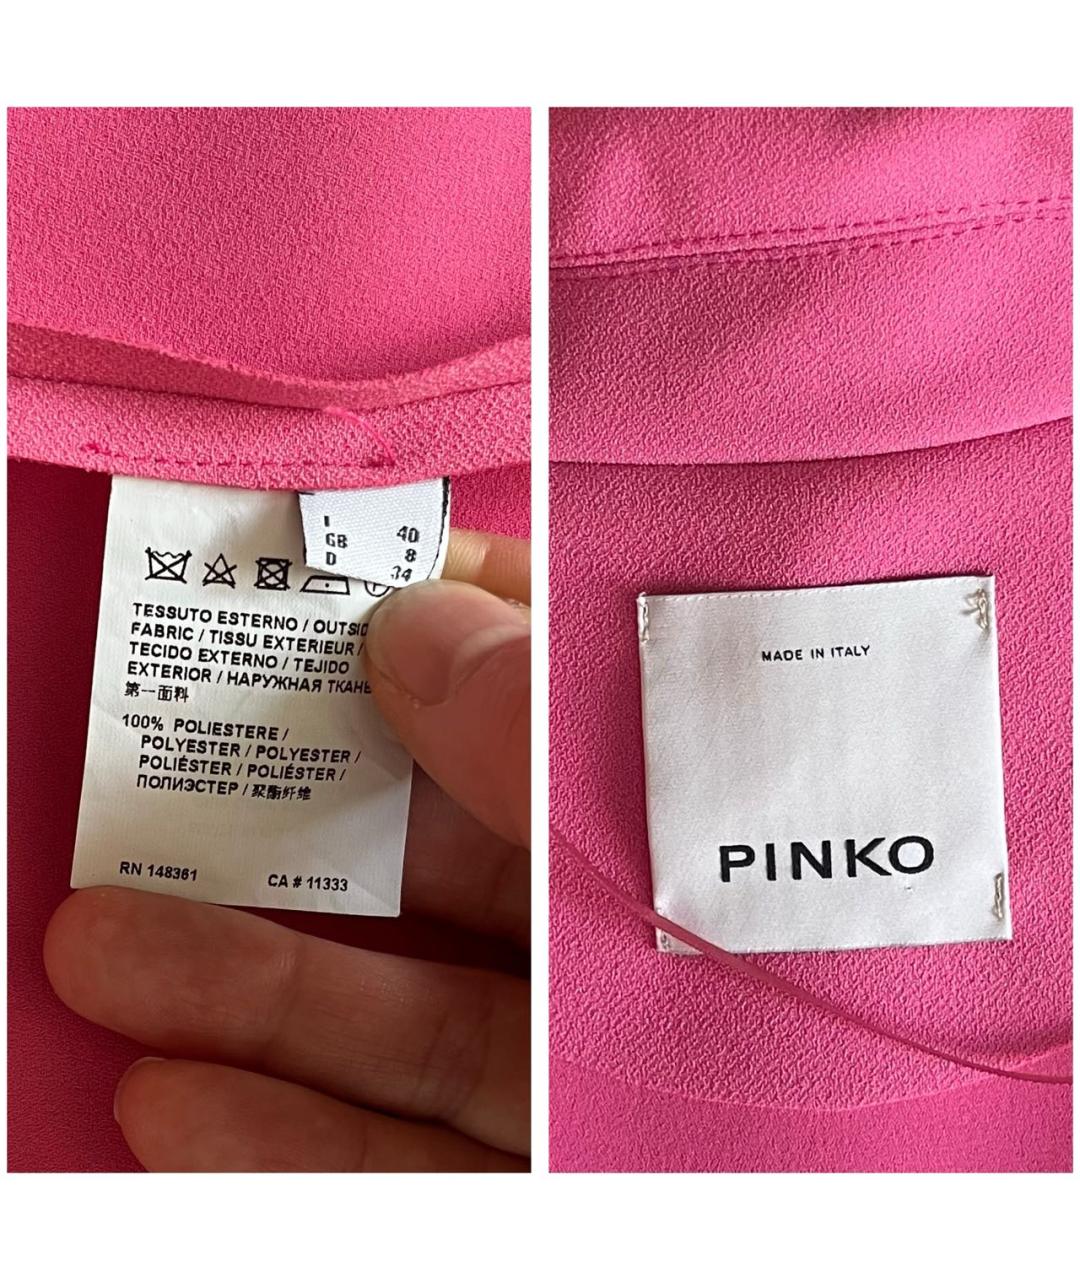 I 40
GB 8
D 34
TESSUTO ESTERNO / OUTSID
FABRIC / TISSU EXTERIEUR /
TECIDO EXTERNO / TEJIDO
EXTERIOR / НАРУЖНАЯ ТКАНЬ
第一面料
100% POLIESTERE /
POLYESTER / POLYESTER /
POLIÉSTER / POLIÉSTER /
ПОЛИЭСТЕР / 聚酯纤维
RN 148361 CA # 11333
MADE IN ITALY
PINKO